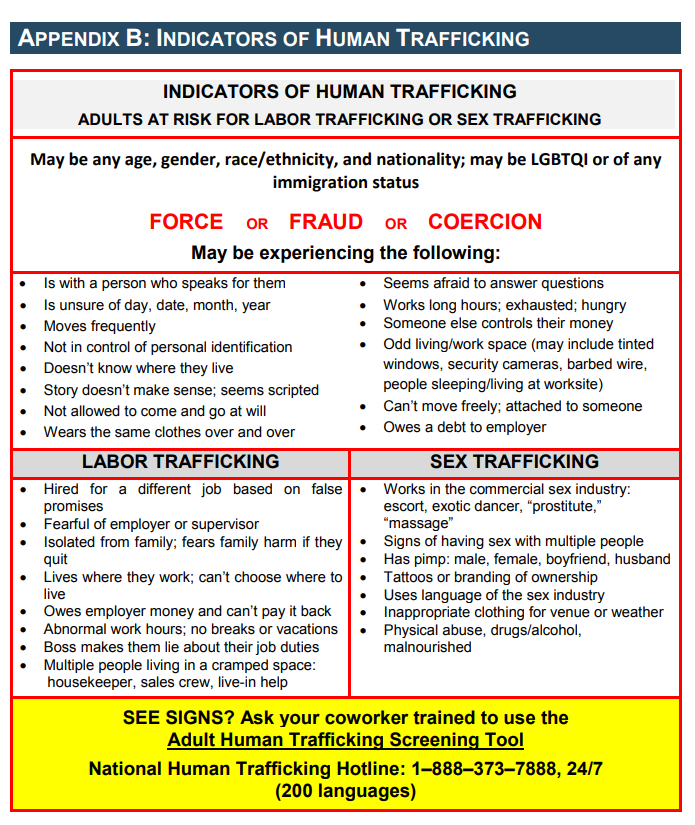 APPENDIX B: INDICATORS OF HUMAN TRAFFICKING
INDICATORS OF HUMAN TRAFFICKING
ADULTS AT RISK FOR LABOR TRAFFICKING OR SEX TRAFFICKING
May be any age, gender, race/ethnicity, and nationality; may be LGBTQI or of any
immigration status
FORCE OR FRAUD OR COERCION
May be experiencing the following:
• Is with a person who speaks for them
• Is unsure of day, date, month, year
• Moves frequently
• Not in control of personal identification
• Doesn’t know where they live
• Story doesn’t make sense; seems scripted
• Not allowed to come and go at will
• Wears the same clothes over and over
• Seems afraid to answer questions
• Works long hours; exhausted; hungry
• Someone else controls their money
• Odd living/work space (may include tinted
windows, security cameras, barbed wire,
people sleeping/living at worksite)
• Can’t move freely; attached to someone
• Owes a debt to employer
LABOR TRAFFICKING
• Hired for a different job based on false
promises
• Fearful of employer or supervisor
• Isolated from family; fears family harm if they
quit
• Lives where they work; can’t choose where to
live
• Owes employer money and can’t pay it back
• Abnormal work hours; no breaks or vacations
• Boss makes them lie about their job duties
• Multiple people living in a cramped space:
housekeeper, sales crew, live-in help
SEX TRAFFICKING
• Works in the commercial sex industry:
escort, exotic dancer, “prostitute,”
“massage”
• Signs of having sex with multiple people
• Has pimp: male, female, boyfriend, husband
• Tattoos or branding of ownership
• Uses language of the sex industry
• Inappropriate clothing for venue or weather
• Physical abuse, drugs/alcohol,
malnourished
SEE SIGNS? Ask your coworker trained to use the
Adult Human Trafficking Screening Tool
National Human Trafficking Hotline: 1–888–373–7888, 24/7
(200 languages)